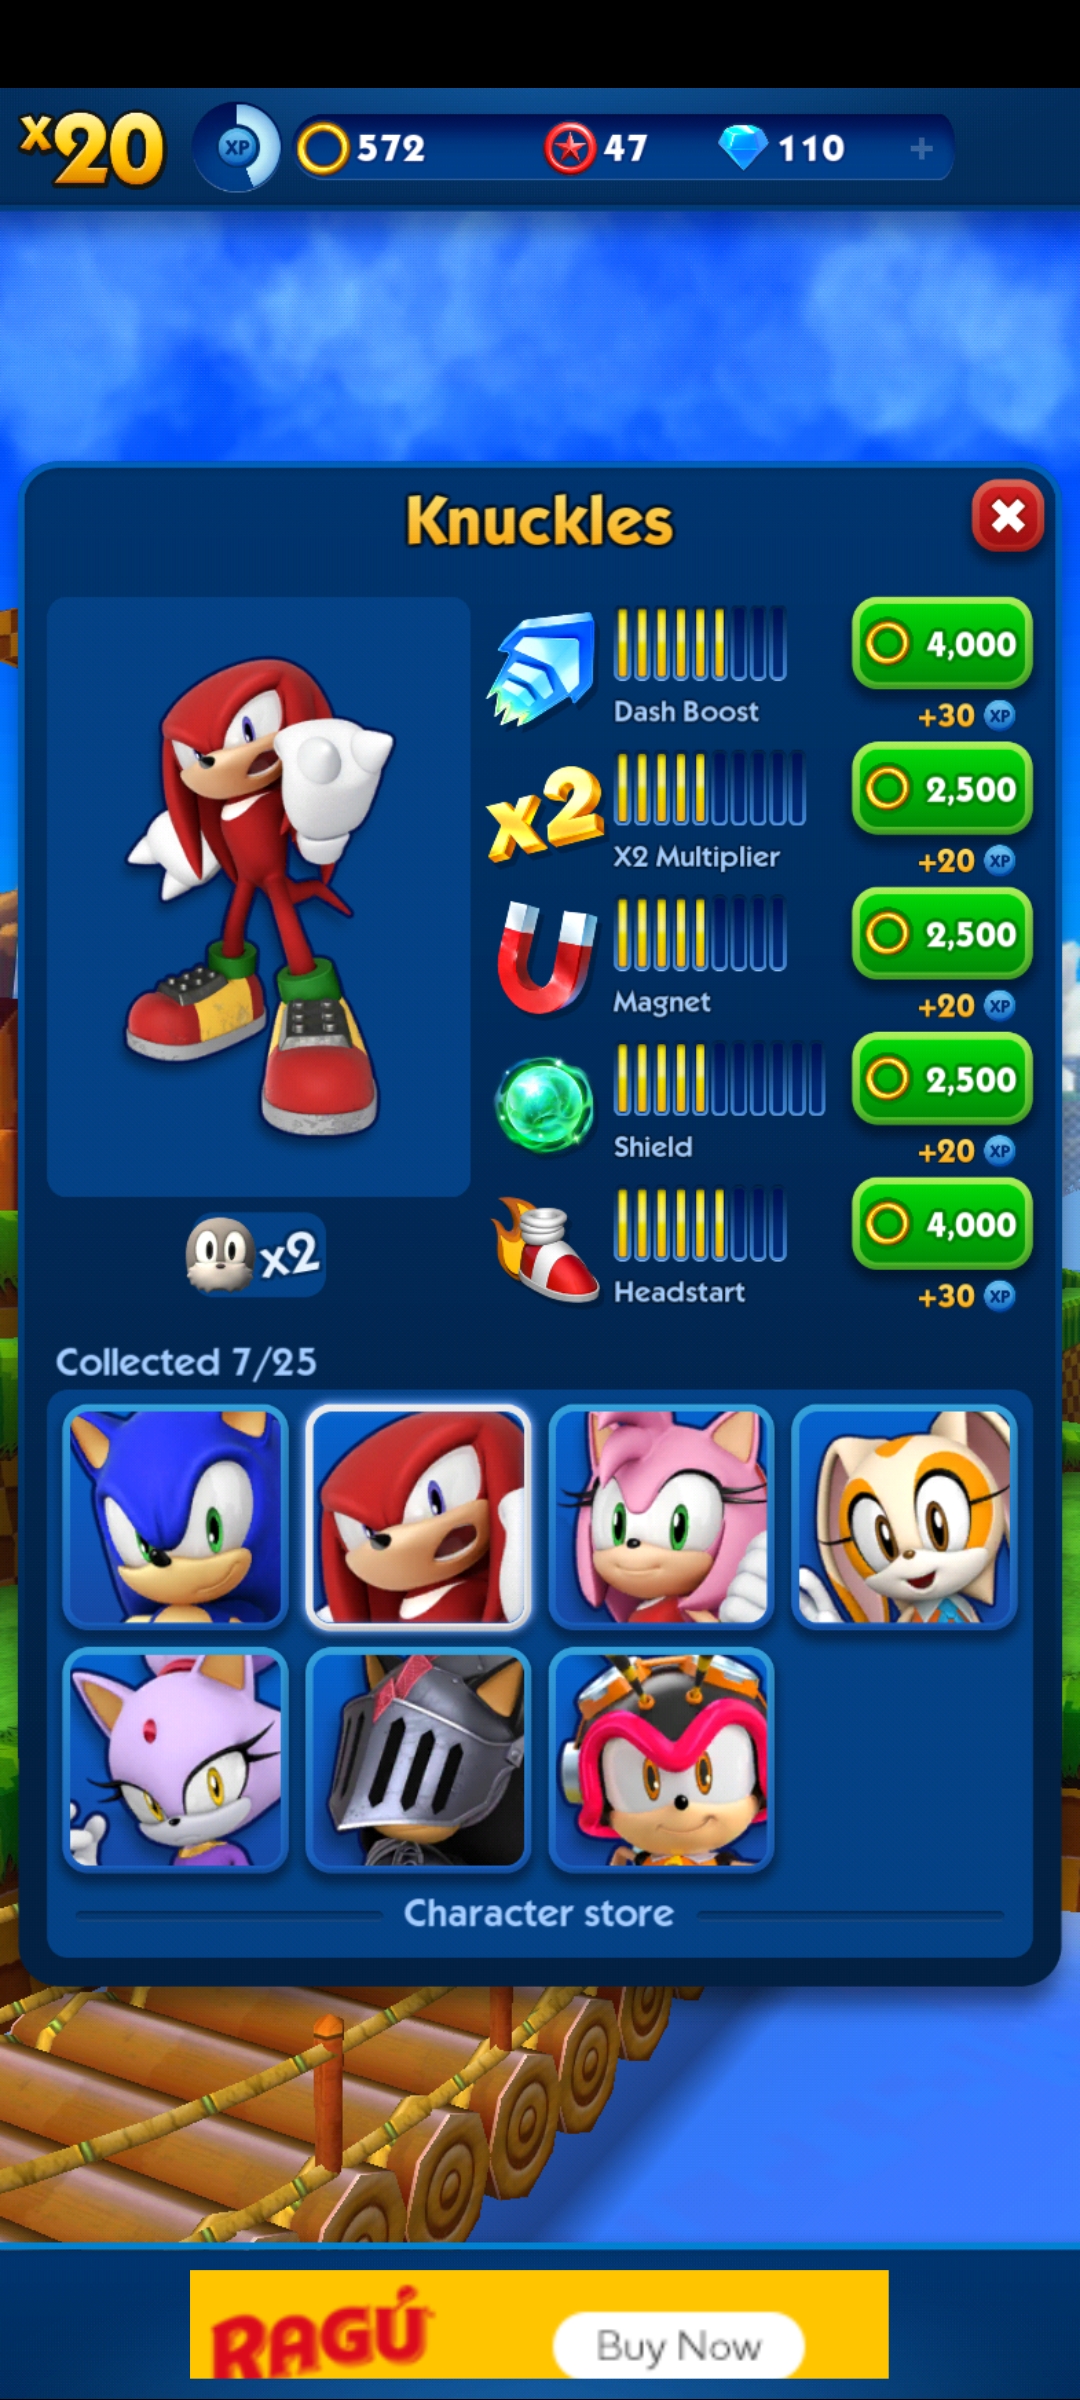 x20 XP 572 47 110 +
Knuckles
4,000
Dash Boost
+30 XP
x2
2,500
X2 Multiplier
+20 XP
2,500
Magnet
+20 XP
2,500
Shield
+20 XP
x2
4,000
Headstart
+30 XP
Collected 7/25
Character store
RAGÚ
Buy Now